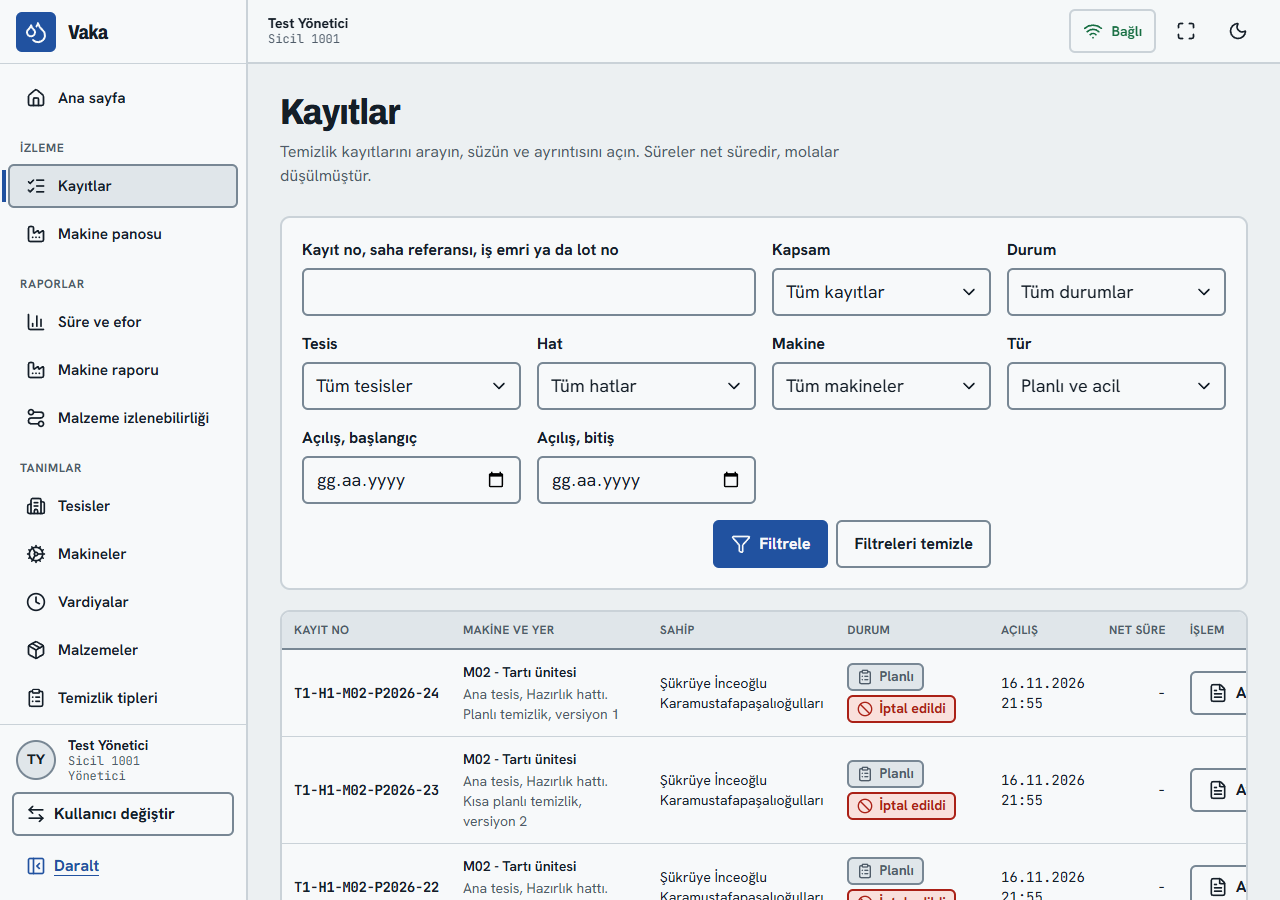 Vaka
Test Yönetici
Sicil 1001
Bağlı
Ana sayfa
İZLEME
Kayıtlar
Makine panosu
RAPORLAR
Süre ve efor
Makine raporu
Malzeme izlenebilirliği
TANIMLAR
Tesisler
Makineler
Vardiyalar
Malzemeler
Temizlik tipleri
TY
Test Yönetici
Sicil 1001
Yönetici
Kullanıcı değiştir
Daralt
Kayıtlar
Temizlik kayıtlarını arayın, süzün ve ayrıntısını açın. Süreler net süredir, molalar
düşülmüştür.
Kayıt no, saha referansı, iş emri ya da lot no
Kapsam
Durum
Tüm kayıtlar
Tüm durumlar
Tesis
Hat
Makine
Tür
Tüm tesisler
Tüm hatlar
Tüm makineler
Planlı ve acil
Açılış, başlangıç
Açılış, bitiş
gg.aa.yyyy
gg.aa.yyyy
Filtrele
Filtreleri temizle
KAYIT NO
MAKİNE VE YER
SAHİP
DURUM
AÇILIŞ
NET SÜRE
İŞLEM
T1-H1-M02-P2026-24
M02 - Tartı ünitesi
Ana tesis, Hazırlık hattı.
Planlı temizlik, versiyon 1
Şükrüye İnceoğlu
Karamustafapaşalıoğulları
Planlı
İptal edildi
16.11.2026
21:55
-
A
T1-H1-M02-P2026-23
M02 - Tartı ünitesi
Ana tesis, Hazırlık hattı.
Kısa planlı temizlik,
versiyon 2
Şükrüye İnceoğlu
Karamustafapaşalıoğulları
Planlı
İptal edildi
16.11.2026
21:55
-
A
T1-H1-M02-P2026-22
M02 - Tartı ünitesi
Ana tesis, Hazırlık hattı.
Şükrüye İnceoğlu
Karamustafapaşalıoğulları
Planlı
İptal edildi
16.11.2026
21:55
-
A